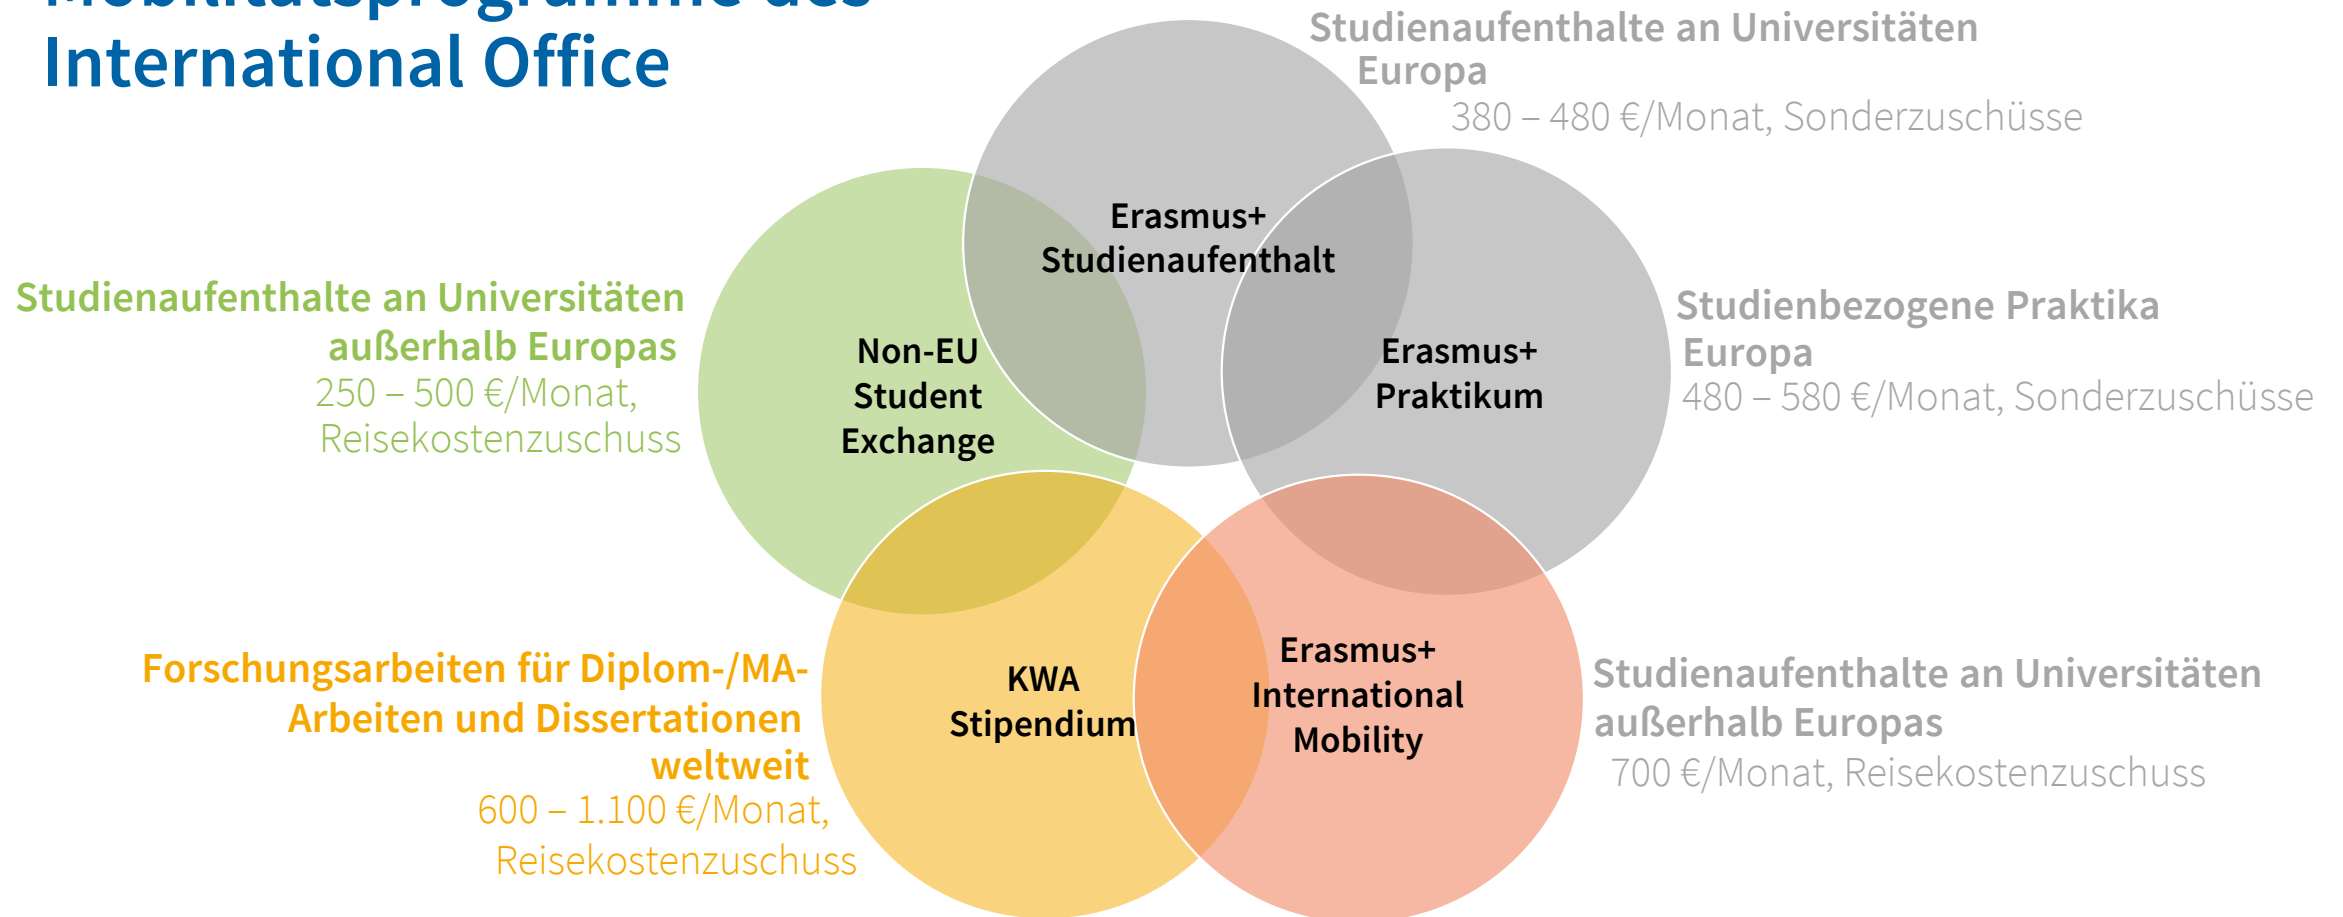 Mobilitätsprogramme des
International Office
Studienaufenthalte an Universitäten
Europa
380 – 480 €/Monat, Sonderzuschüsse
Erasmus+
Studienaufenthalt
Studienaufenthalte an Universitäten
außerhalb Europas
250 – 500 €/Monat,
Reisekostenzuschuss
Non-EU
Student
Exchange
Erasmus+
Praktikum
Studienbezogene Praktika
Europa
480 – 580 €/Monat, Sonderzuschüsse
Forschungsarbeiten für Diplom-/MA-
Arbeiten und Dissertationen
weltweit
600 – 1.100 €/Monat,
Reisekostenzuschuss
KWA
Stipendium
Erasmus+
International
Mobility
Studienaufenthalte an Universitäten
außerhalb Europas
700 €/Monat, Reisekostenzuschuss